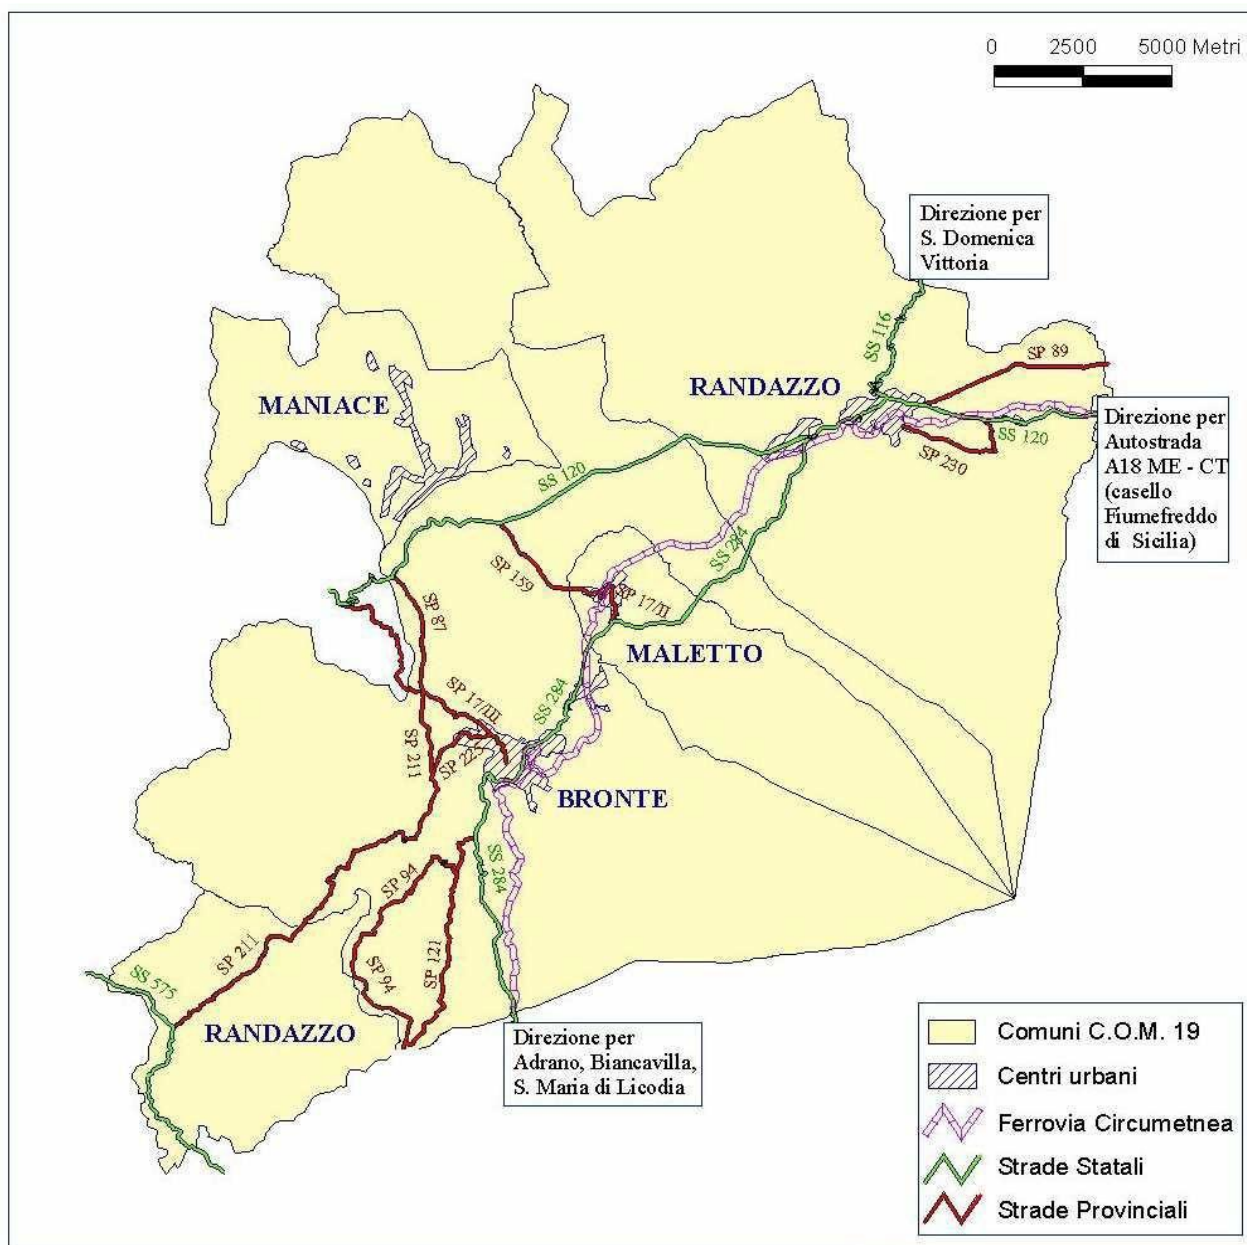 0 2500 5000 Metri
Direzione per
S. Domenica
Vittoria
SS 116
SP 89
RANDAZZO
MANIACE
Direzione per
Autostrada
A18 ME - CT
(casello
Fiumefreddo
di Sicilia)
SS 120
SP 230
SS 120
SS 284
SP 159
SP 17/II
SP 87
MALETTO
SP 17/III
SS 284
SP 211
SP 225
BRONTE
SS 284
SP 94
SP 211
SP 121
SP 94
SS 575
RANDAZZO
Direzione per
Adrano, Biancavilla,
S. Maria di Licodia
Comuni C.O.M. 19
Centri urbani
Ferrovia Circumetnea
Strade Statali
Strade Provinciali